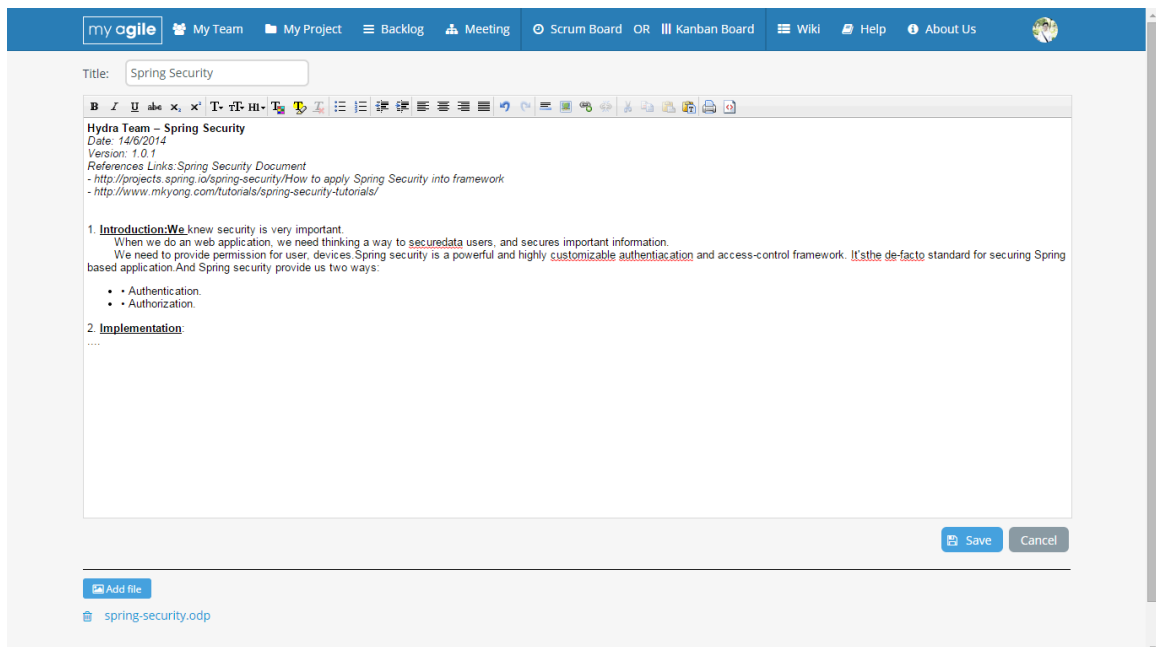 my agile My Team My Project Backlog Meeting Scrum Board OR Kanban Board Wiki Help About Us
Title: Spring Security
B I U abc x₂ x² T T H1 T T T
Hydra Team – Spring Security
Date: 14/6/2014
Version: 1.0.1
References Links:Spring Security Document
- http://projects.spring.io/spring-security/How to apply Spring Security into framework
- http://www.mkyong.com/tutorials/spring-security-tutorials/
1. Introduction:We knew security is very important.
When we do an web application, we need thinking a way to securedata users, and secures important information.
We need to provide permission for user, devices.Spring security is a powerful and highly customizable authentiacation and access-control framework. It'sthe de-facto standard for securing Spring
based application.And Spring security provide us two ways:
• • Authentication.
• • Authorization.
2. Implementation:
....
Save Cancel
Add file
spring-security.odp